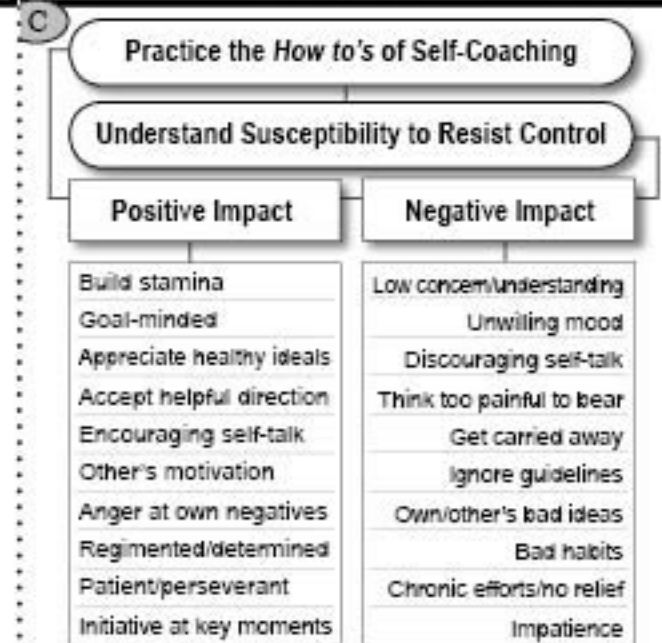 C
Practice the How to's of Self-Coaching
Understand Susceptibility to Resist Control
Positive Impact
Build stamina
Goal-minded
Appreciate healthy ideals
Accept helpful direction
Encouraging self-talk
Other's motivation
Anger at own negatives
Regimented/determined
Patient/perseverant
Initiative at key moments
Negative Impact
Low concern/understanding
Unwilling mood
Discouraging self-talk
Think too painful to bear
Get carried away
Ignore guidelines
Own/other's bad ideas
Bad habits
Chronic efforts/no relief
Impatience